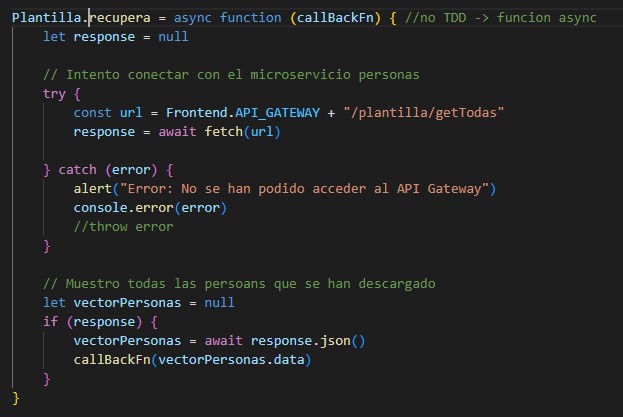 Plantilla.recupera = async function (callBackFn) { //no TDD -> funcion async
let response = null
// Intento conectar con el microservicio personas
try {
const url = Frontend.API_GATEWAY + "/plantilla/getTodas"
response = await fetch(url)
} catch (error) {
alert("Error: No se han podido acceder al API Gateway")
console.error(error)
//throw error
}
// Muestro todas las persoans que se han descargado
let vectorPersonas = null
if (response) {
vectorPersonas = await response.json()
callBackFn(vectorPersonas.data)
}
}